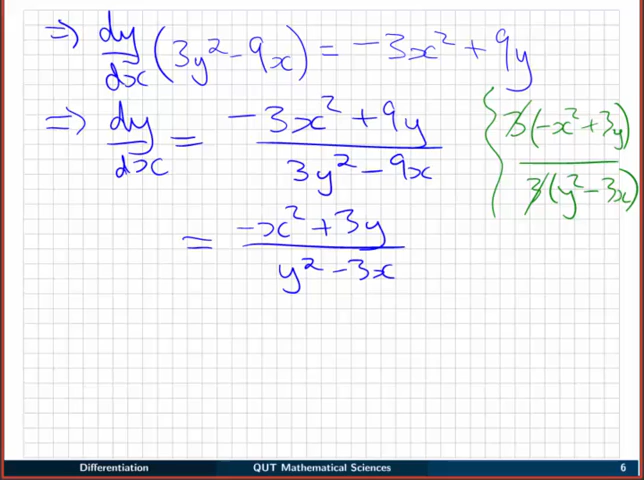 ⇒ dy/dx (3y² - 9x) = -3x² + 9y
⇒ dy/dx = (-3x² + 9y)/(3y² - 9x) { 3(-x² + 3y)/3(y² - 3x)
= (-x² + 3y)/(y² - 3x)
Differentiation QUT Mathematical Sciences 6